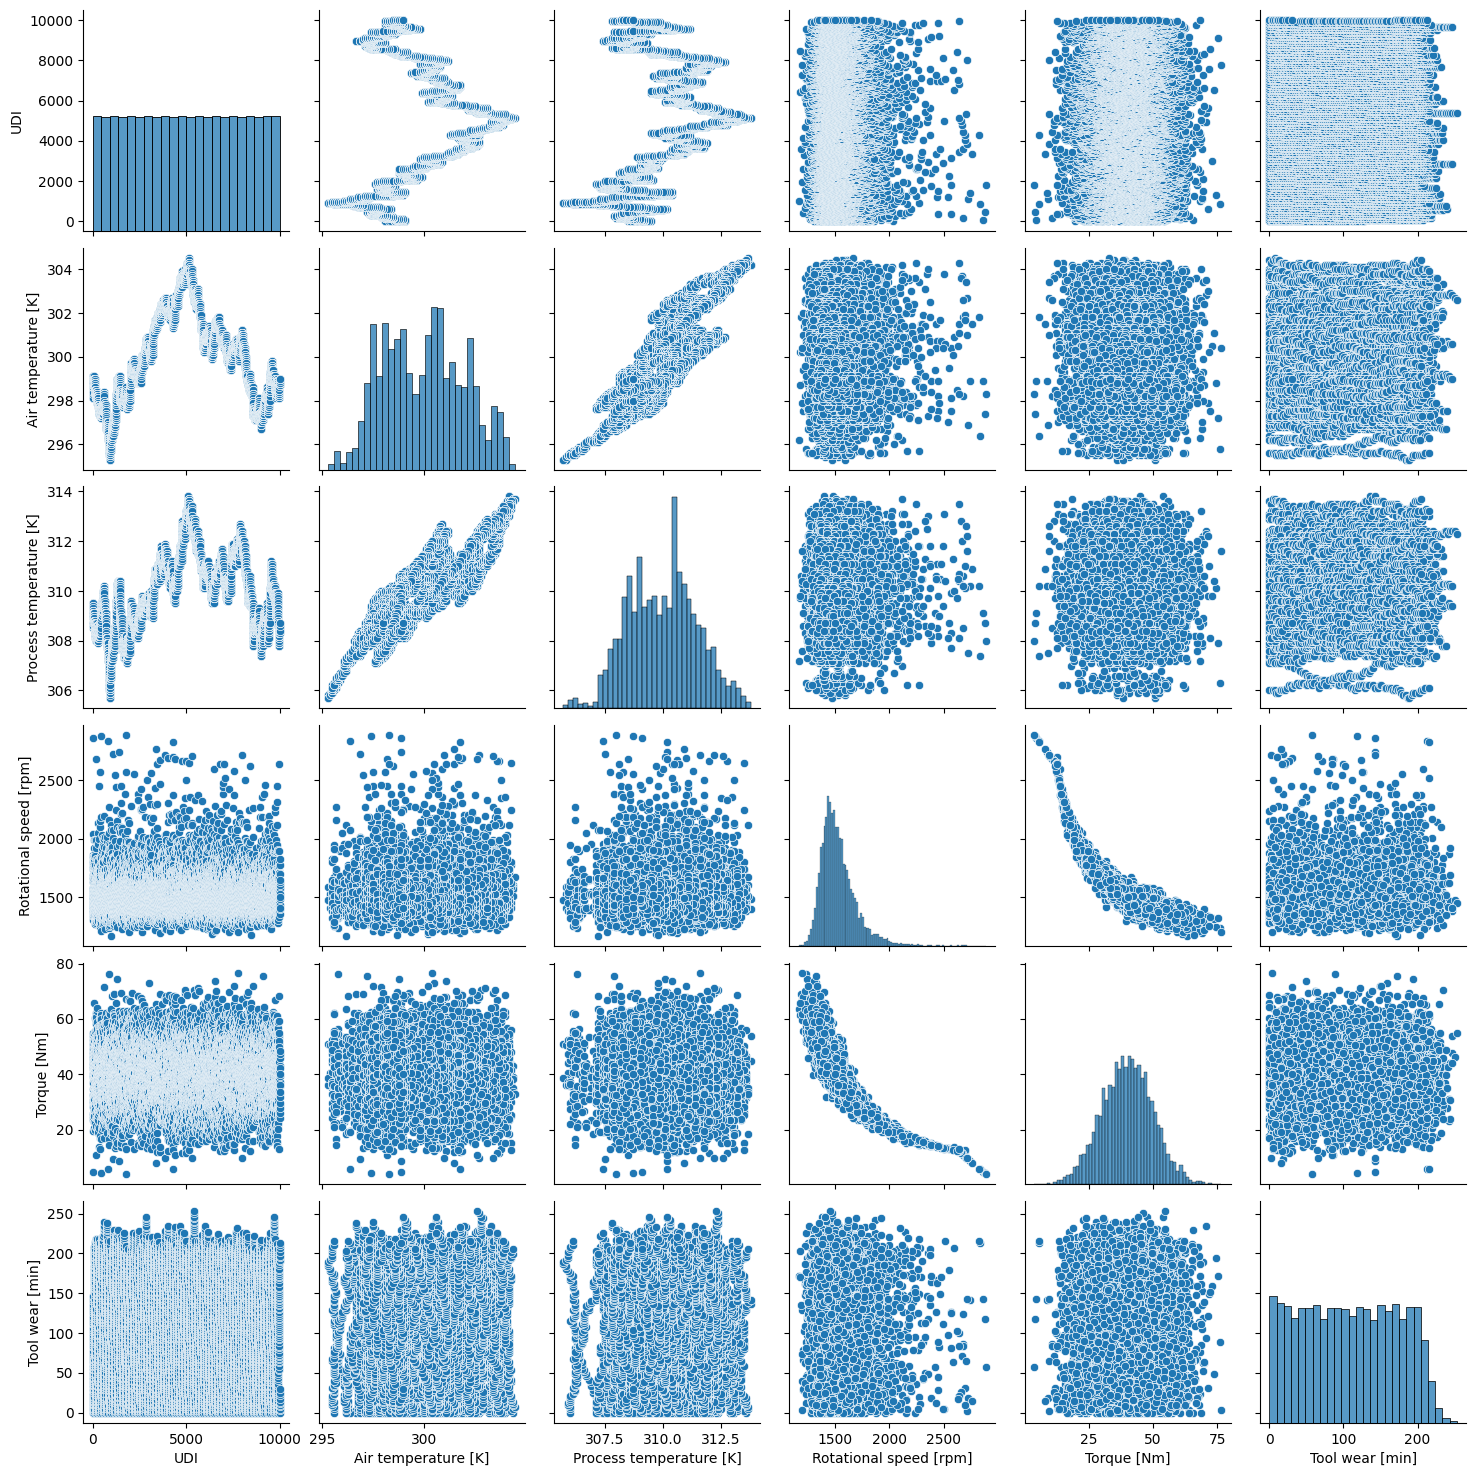 10000
8000
6000
4000
2000
0
UDI
304
302
300
298
296
Air temperature [K]
314
312
310
308
306
Process temperature [K]
2500
2000
1500
Rotational speed [rpm]
80
60
40
20
Torque [Nm]
250
200
150
100
50
0
Tool wear [min]
0 5000 10000
295 300
307.5 310.0 312.5
1500 2000 2500
25 50 75
0 100 200
UDI
Air temperature [K]
Process temperature [K]
Rotational speed [rpm]
Torque [Nm]
Tool wear [min]